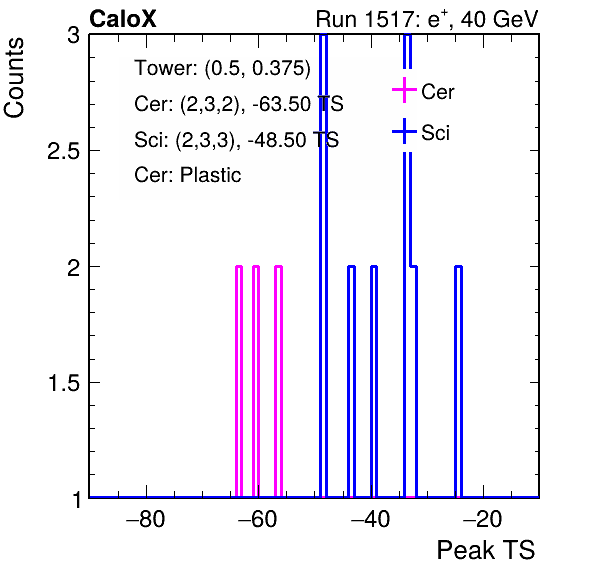 CaloX Run 1517: e⁺, 40 GeV
Counts
3
2.5
2
1.5
1
Tower: (0.5, 0.375)
Cer: (2,3,2), -63.50 TS
Sci: (2,3,3), -48.50 TS
Cer: Plastic
Cer
Sci
−80 −60 −40 −20
Peak TS